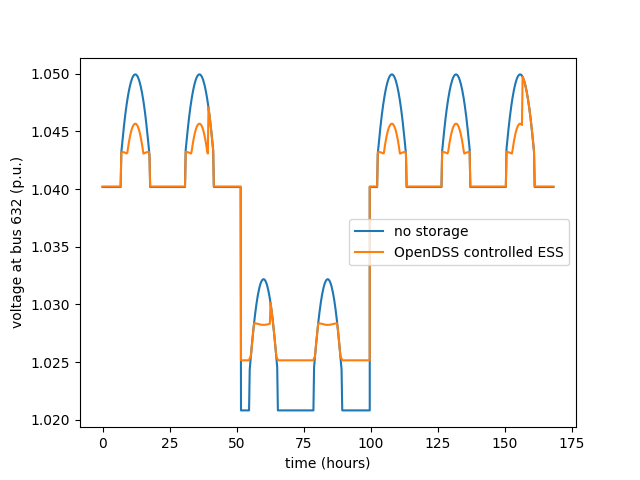 1.050
1.045
1.040
1.035
1.030
1.025
1.020
voltage at bus 632 (p.u.)
no storage
OpenDSS controlled ESS
0 25 50 75 100 125 150 175
time (hours)